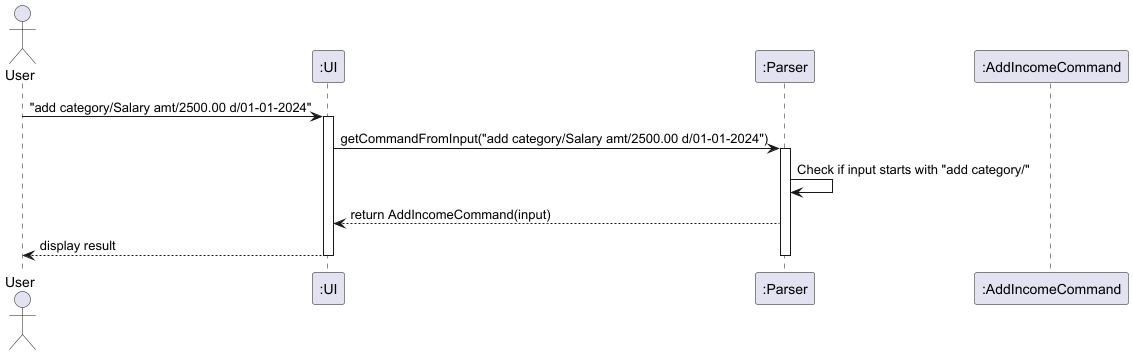 User
:UI
:Parser
:AddIncomeCommand
"add category/Salary amt/2500.00 d/01-01-2024"
getCommandFromInput("add category/Salary amt/2500.00 d/01-01-2024")
Check if input starts with "add category/"
return AddIncomeCommand(input)
display result
User
:UI
:Parser
:AddIncomeCommand